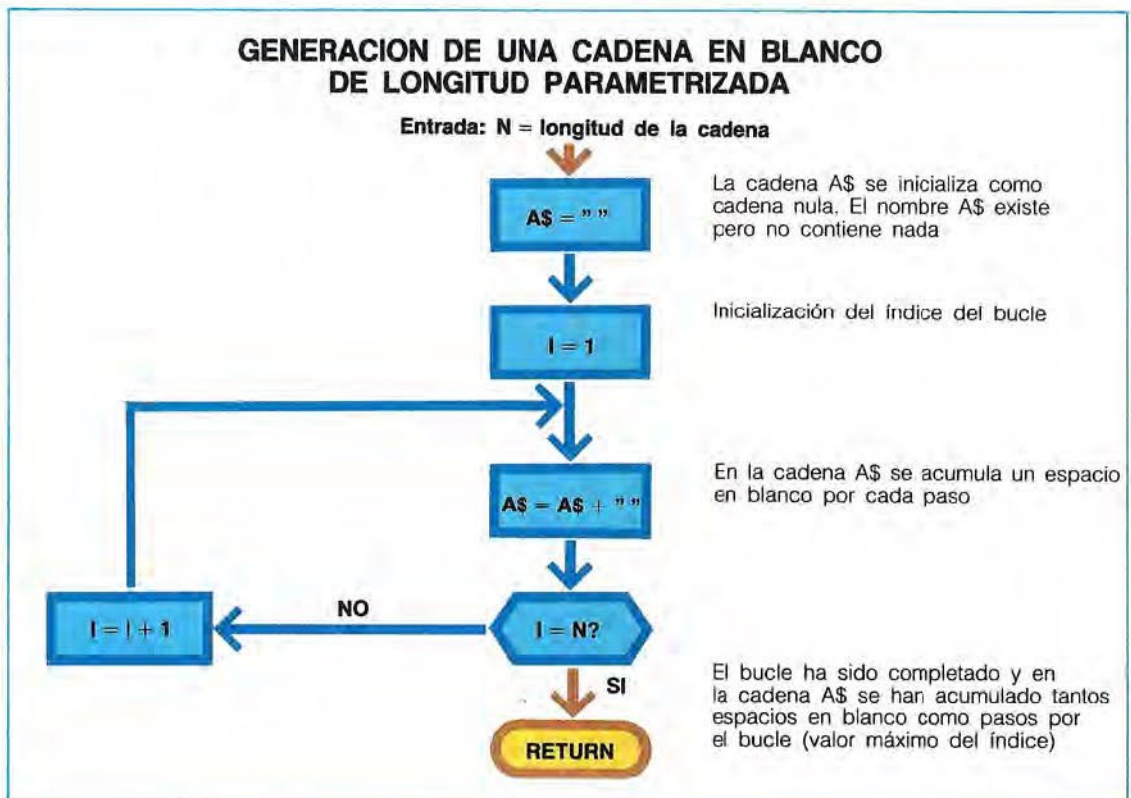 GENERACION DE UNA CADENA EN BLANCO
DE LONGITUD PARAMETRIZADA
Entrada: N = longitud de la cadena
A$ = " "
La cadena A$ se inicializa como
cadena nula. El nombre A$ existe
pero no contiene nada
I = 1
Inicialización del índice del bucle
A$ = A$ + " "
En la cadena A$ se acumula un espacio
en blanco por cada paso
I = I + 1
NO
I = N?
SI
El bucle ha sido completado y en
la cadena A$ se han acumulado tantos
espacios en blanco como pasos por
el bucle (valor máximo del índice)
RETURN